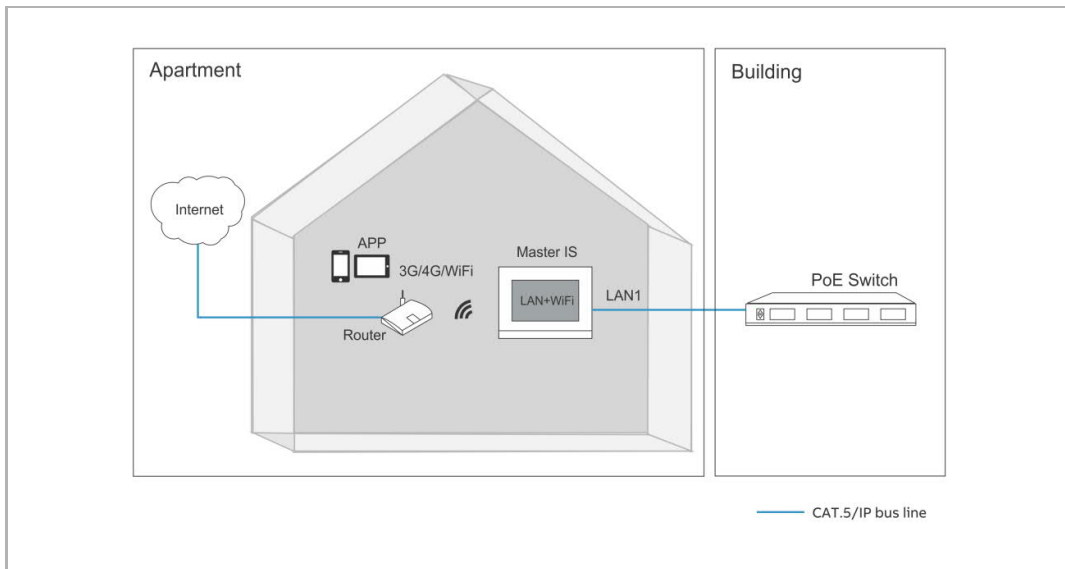 Apartment
Building
Internet
APP
3G/4G/WiFi
Router
Master IS
LAN+WiFi
LAN1
PoE Switch
CAT.5/IP bus line